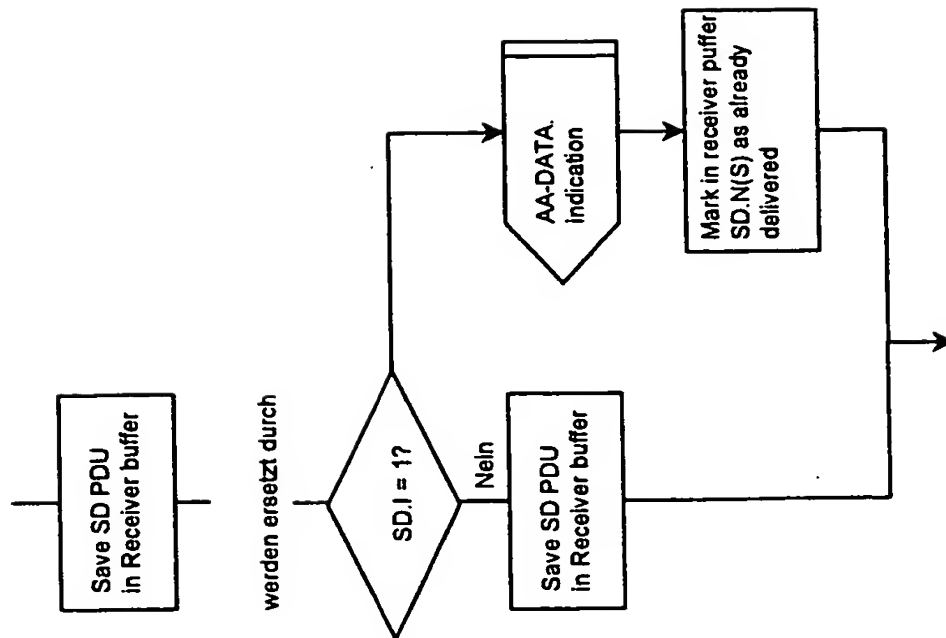 Save SD PDU
in Receiver buffer
werden ersetzt durch
SD.I = 1?
Nein
Save SD PDU
in Receiver buffer
AA-DATA.
indication
Mark in receiver puffer
SD.N(S) as already
delivered